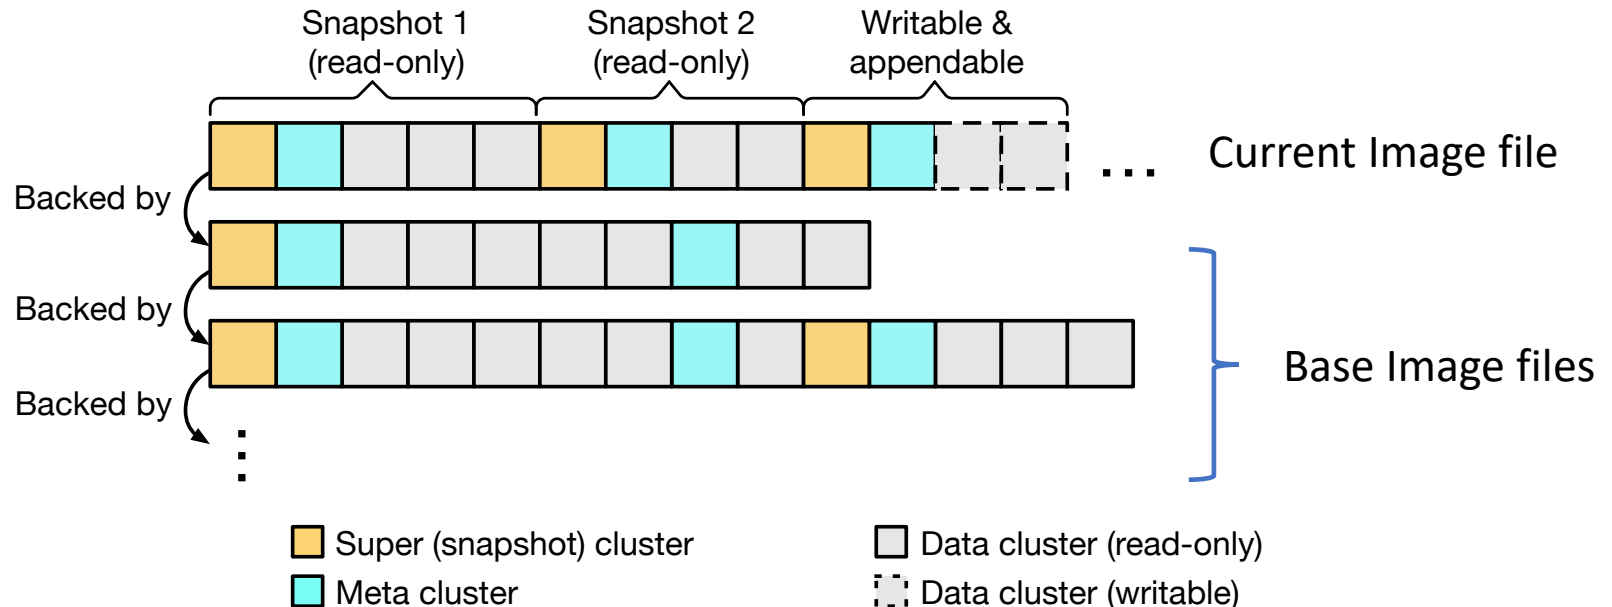 Snapshot 1
(read-only)
Snapshot 2
(read-only)
Writable &
appendable
Current Image file
Backed by
Backed by
Base Image files
Backed by
Super (snapshot) cluster
Data cluster (read-only)
Meta cluster
Data cluster (writable)